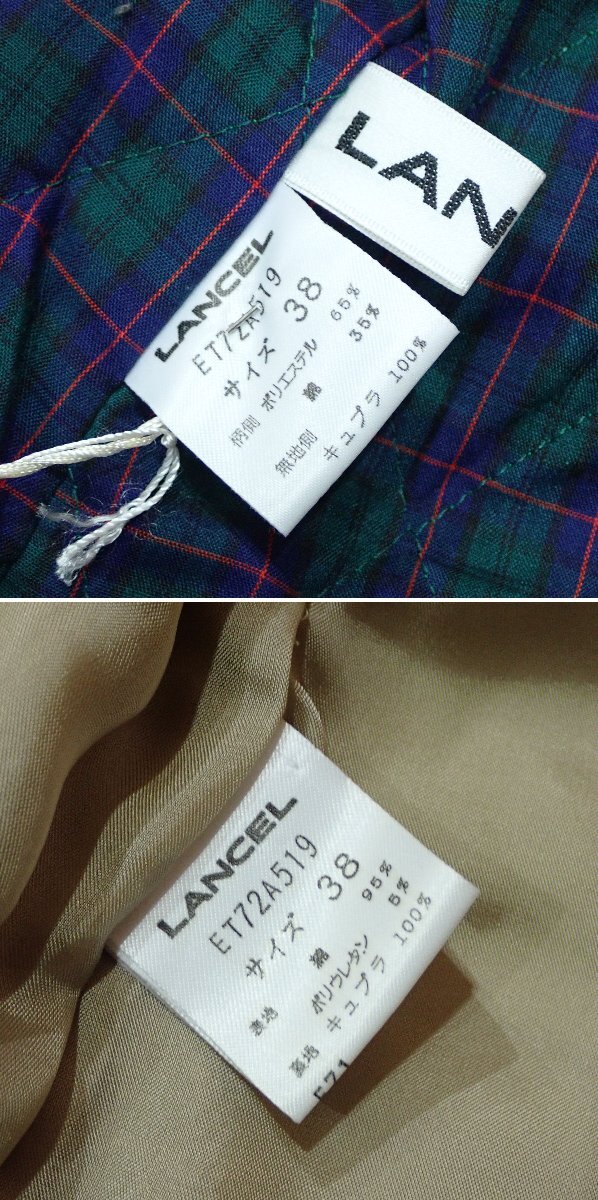 LAN
LANCEL
ET72A519
サイズ 38
柄側 ポリエステル 65%
綿 35%
無地側 キュプラ 100%
LANCEL
ET72A519
サイズ 38
表地 綿 95%
ポリウレタン 5%
裏地 キュプラ 100%